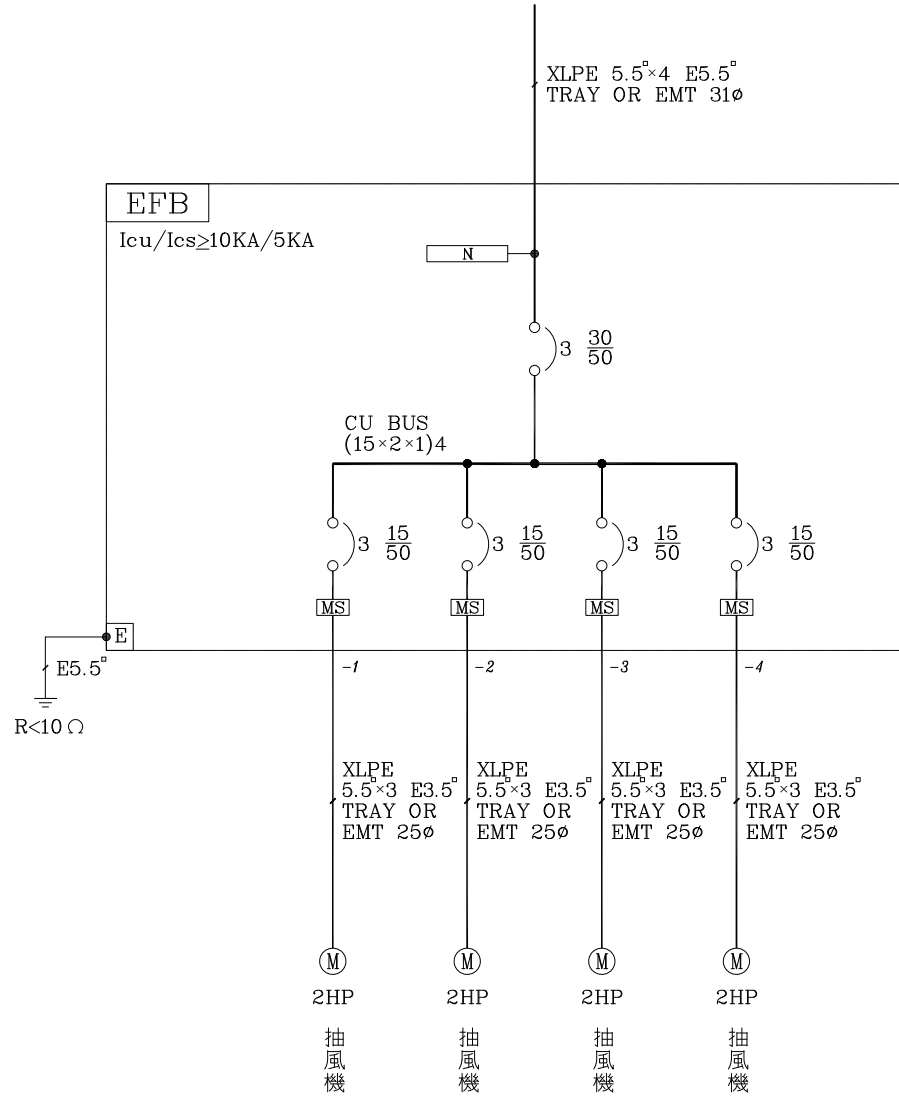 XLPE 5.5□×4 E5.5□
TRAY OR EMT 31ø
EFB
Icu/Ics≥10KA/5KA
N
3 30/50
CU BUS
(15×2×1)4
3 15/50
3 15/50
3 15/50
3 15/50
MS
MS
MS
MS
E
E5.5□
R<10Ω
-1
-2
-3
-4
XLPE
5.5□×3 E3.5□
TRAY OR
EMT 25ø
XLPE
5.5□×3 E3.5□
TRAY OR
EMT 25ø
XLPE
5.5□×3 E3.5□
TRAY OR
EMT 25ø
XLPE
5.5□×3 E3.5□
TRAY OR
EMT 25ø
M
M
M
M
2HP
2HP
2HP
2HP
抽風機
抽風機
抽風機
抽風機